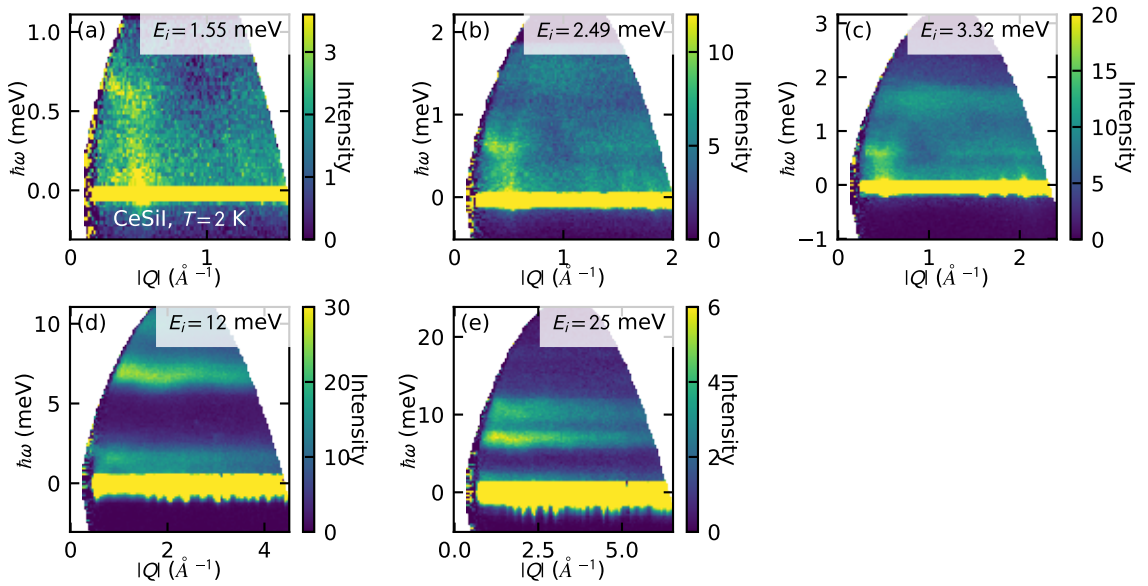 (a) E_i=1.55 meV
CeSiI, T=2 K
ħω (meV)
1.0
0.5
0.0
0
1
|Q| (Å⁻¹)
3
2
1
0
Intensity
(b) E_i=2.49 meV
ħω (meV)
2
1
0
0
1
2
|Q| (Å⁻¹)
10
5
0
Intensity
(c) E_i=3.32 meV
ħω (meV)
3
2
1
0
−1
0
1
2
|Q| (Å⁻¹)
20
15
10
5
0
Intensity
(d) E_i=12 meV
ħω (meV)
10
5
0
0
2
4
|Q| (Å⁻¹)
30
20
10
0
Intensity
(e) E_i=25 meV
ħω (meV)
20
10
0
0.0
2.5
5.0
|Q| (Å⁻¹)
6
4
2
0
Intensity